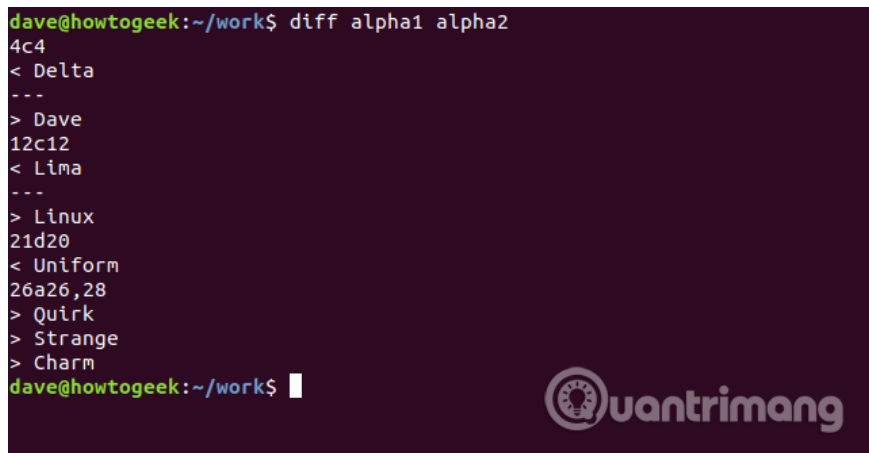 dave@howtogeek:~/work$ diff alpha1 alpha2
4c4
< Delta
---
> Dave
12c12
< Lima
---
> Linux
21d20
< Uniform
26a26,28
> Quirk
> Strange
> Charm
dave@howtogeek:~/work$
Quantrimang